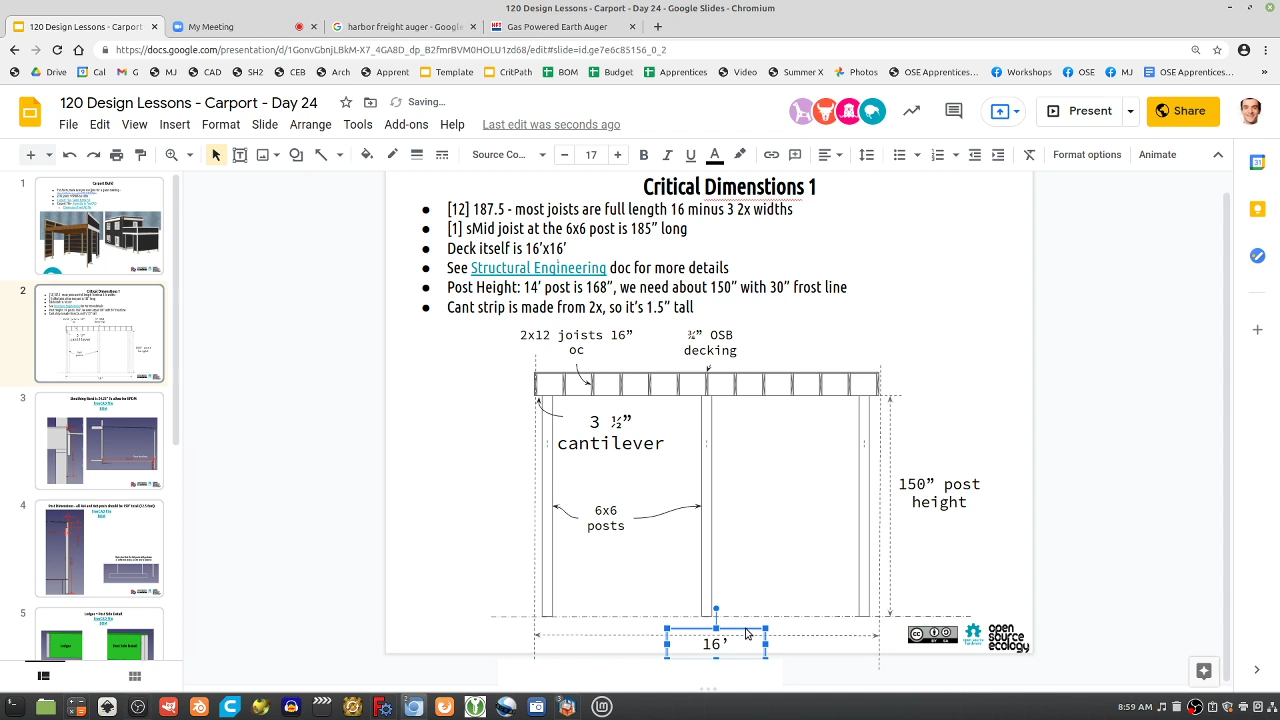 120 Design Lessons - Carport - Day 24 - Google Slides - Chromium
120 Design Lessons - Carport
My Meeting
harbor freight auger - Goog
Gas Powered Earth Auger
https://docs.google.com/presentation/d/1GonvGbnjLBkM-X7_4GA8D_dp_B2fmrBVM0HOLU1zd68/edit#slide=id.ge7e6c85156_0_2
Drive
Cal
G
MJ
CAD
SH2
CEB
Arch
Apprent
Template
CritPath
BOM
Budget
Apprentices
Video
Summer X
Photos
OSE Apprentices...
Workshops
OSE
MJ
OSE Apprentices...
120 Design Lessons - Carport - Day 24
Saving...
File Edit View Insert Format Slide Arrange Tools Add-ons Help Last edit was seconds ago
Present
Share
Source Co...
17
B I U A
Format options
Animate
1
2
3
4
5
Critical Dimenstions 1
[12] 187.5 - most joists are full length 16 minus 3 2x widths
[1] sMid joist at the 6x6 post is 185” long
Deck itself is 16’x16’
See Structural Engineering doc for more details
Post Height: 14’ post is 168”, we need about 150” with 30” frost line
Cant strip is made from 2x, so it’s 1.5” tall
2x12 joists 16”
oc
¾” OSB
decking
3 ½”
cantilever
6x6
posts
150” post
height
16’
open
source
ecology
8:59 AM